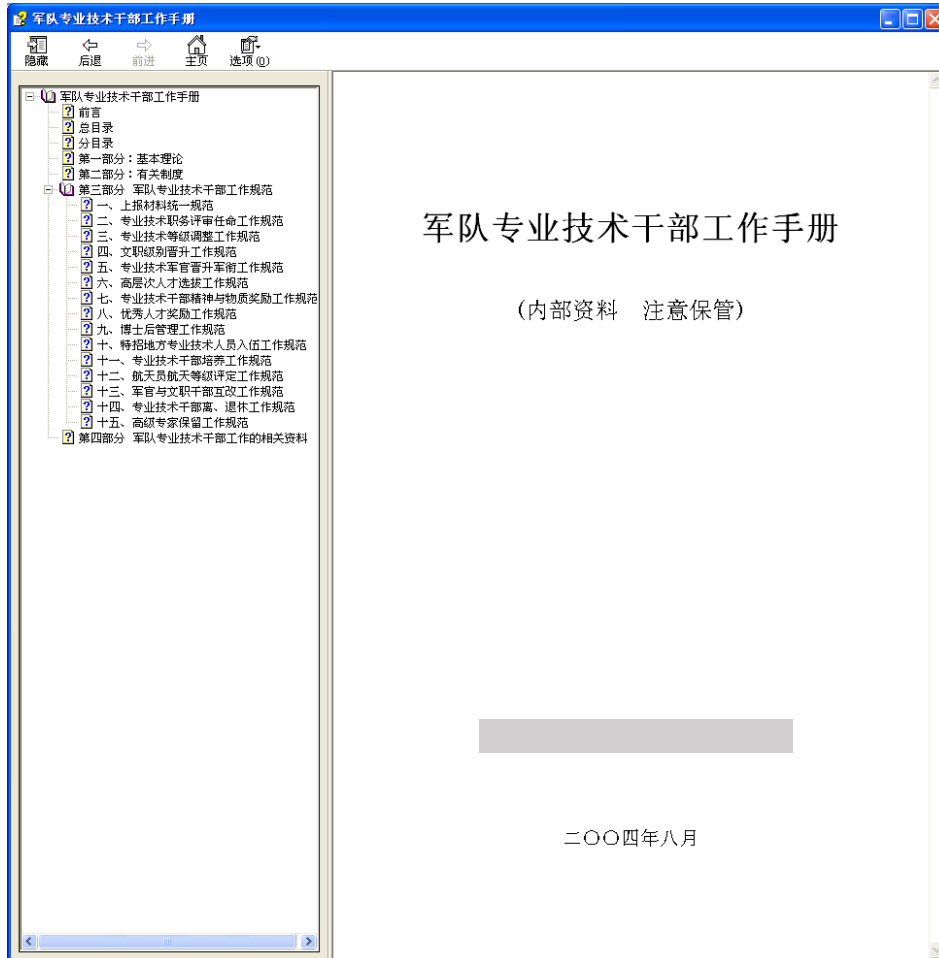 军队专业技术干部工作手册
隐藏 后退 前进 主页 选项(O)
军队专业技术干部工作手册
前言
总目录
分目录
第一部分：基本理论
第二部分：有关制度
第三部分 军队专业技术干部工作规范
一、上报材料统一规范
二、专业技术职务评审任命工作规范
三、专业技术等级调整工作规范
四、文职级别晋升工作规范
五、专业技术军官晋升军衔工作规范
六、高层次人才选拔工作规范
七、专业技术干部精神与物质奖励工作规范
八、优秀人才奖励工作规范
九、博士后管理工作规范
十、特招地方专业技术人员入伍工作规范
十一、专业技术干部培养工作规范
十二、航天员航天等级评定工作规范
十三、军官与文职干部互改工作规范
十四、专业技术干部离、退休工作规范
十五、高级专家保留工作规范
第四部分 军队专业技术干部工作的相关资料
军队专业技术干部工作手册
(内部资料 注意保管)
二〇〇四年八月